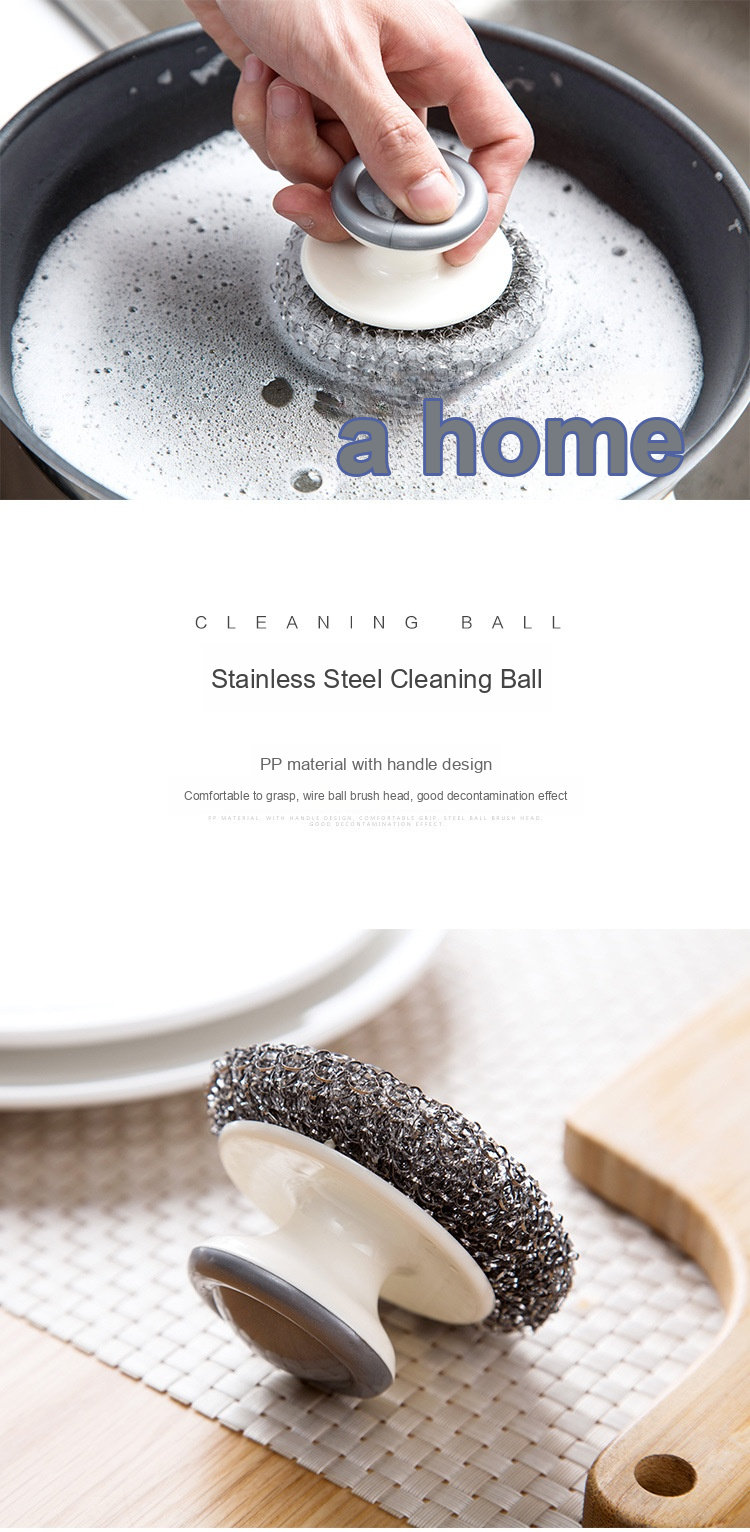 a home
CLEANING BALL
Stainless Steel Cleaning Ball
PP material with handle design
Comfortable to grasp, wire ball brush head, good decontamination effect
PP MATERIAL, WITH HANDLE DESIGN, COMFORTABLE GRIP, STEEL BALL BRUSH HEAD,
GOOD DECONTAMINATION EFFECT